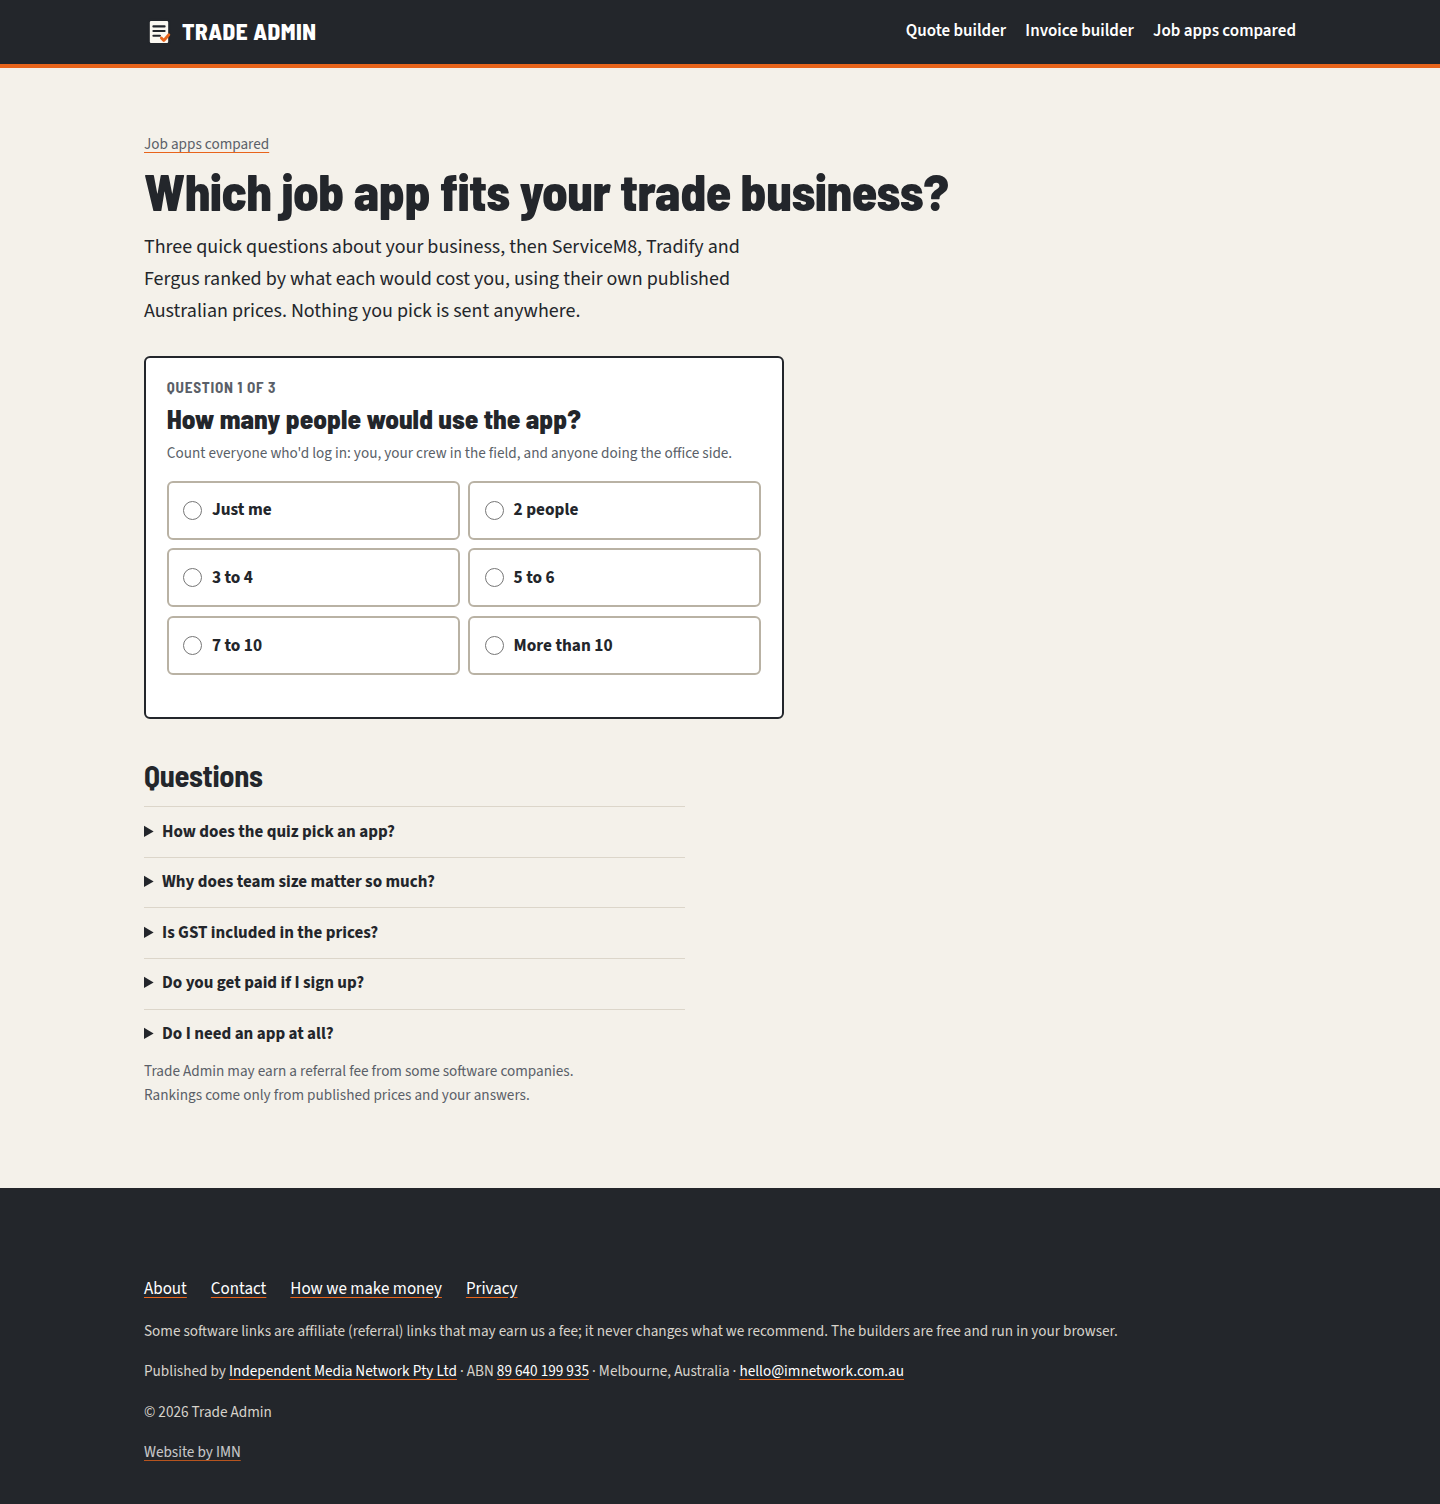 TRADE ADMIN
Quote builder Invoice builder Job apps compared
Job apps compared
Which job app fits your trade business?
Three quick questions about your business, then ServiceM8, Tradify and
Fergus ranked by what each would cost you, using their own published
Australian prices. Nothing you pick is sent anywhere.
QUESTION 1 OF 3
How many people would use the app?
Count everyone who'd log in: you, your crew in the field, and anyone doing the office side.
Just me
2 people
3 to 4
5 to 6
7 to 10
More than 10
Questions
How does the quiz pick an app?
Why does team size matter so much?
Is GST included in the prices?
Do you get paid if I sign up?
Do I need an app at all?
Trade Admin may earn a referral fee from some software companies.
Rankings come only from published prices and your answers.
About Contact How we make money Privacy
Some software links are affiliate (referral) links that may earn us a fee; it never changes what we recommend. The builders are free and run in your browser.
Published by Independent Media Network Pty Ltd · ABN 89 640 199 935 · Melbourne, Australia · hello@imnetwork.com.au
© 2026 Trade Admin
Website by IMN